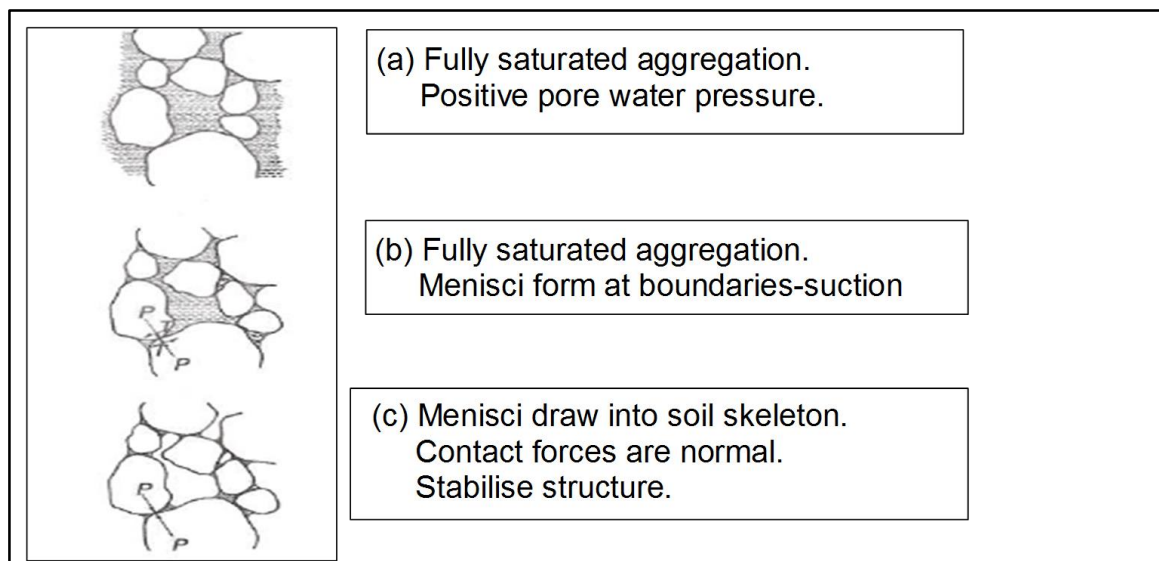 (a) Fully saturated aggregation.
Positive pore water pressure.
(b) Fully saturated aggregation.
Menisci form at boundaries-suction
P
T
P
(c) Menisci draw into soil skeleton.
Contact forces are normal.
Stabilise structure.
P
P